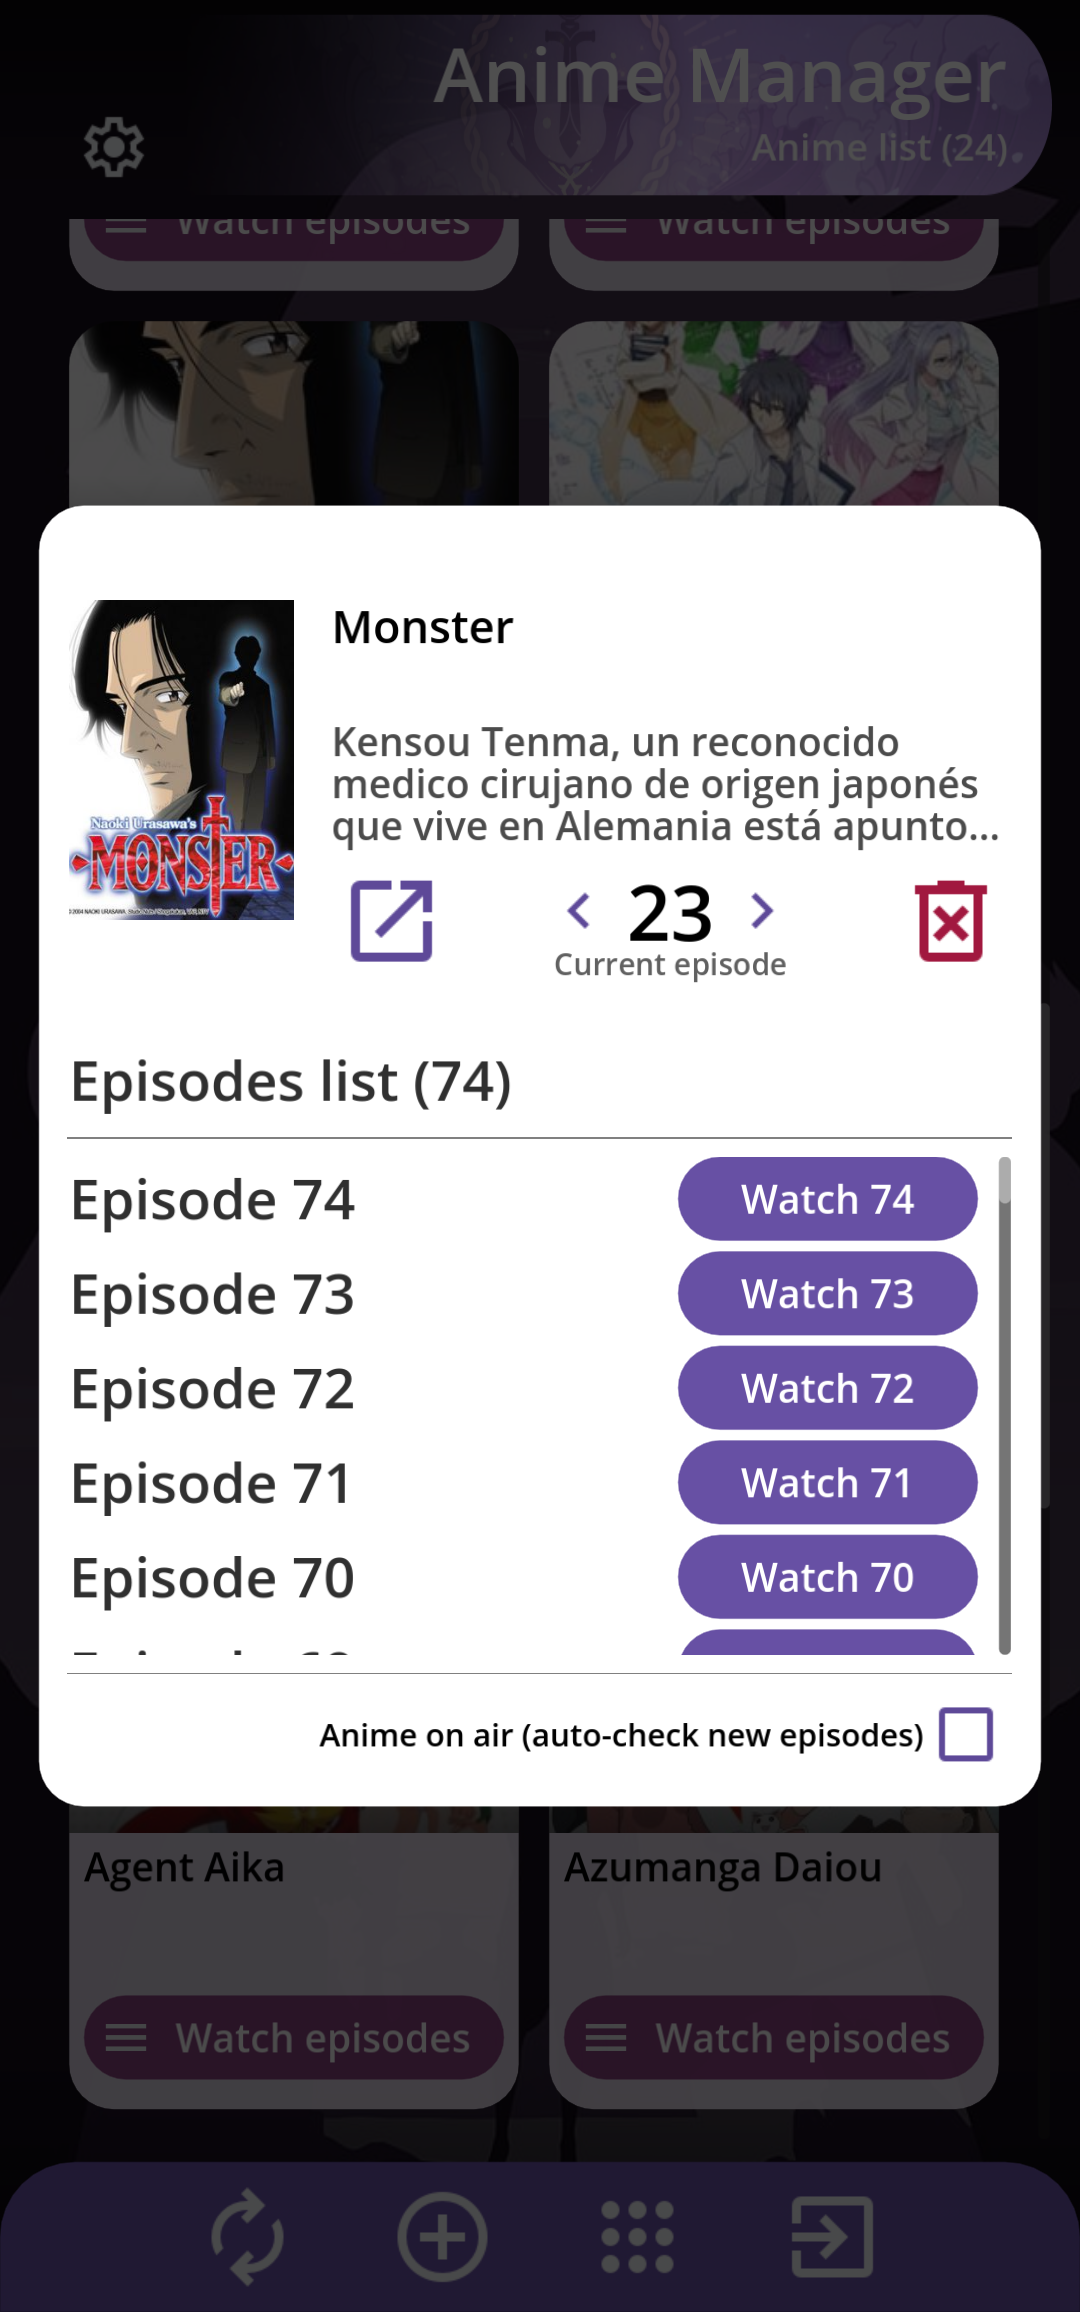 Anime Manager
Anime list (24)
Watch episodes
Watch episodes
Naoki Urasawa's
MONSTER
Monster
Kensou Tenma, un reconocido
medico cirujano de origen japonés
que vive en Alemania está apunto...
23
Current episode
Episodes list (74)
Episode 74
Watch 74
Episode 73
Watch 73
Episode 72
Watch 72
Episode 71
Watch 71
Episode 70
Watch 70
Anime on air (auto-check new episodes)
Agent Aika
Azumanga Daiou
Watch episodes
Watch episodes